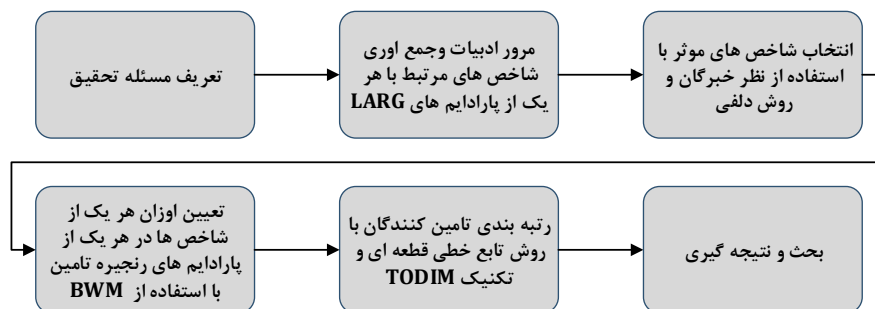 تعریف مسئله تحقیق
مرور ادبیات وجمع اوری
شاخص های مرتبط با هر
یک از پارادایم های LARG
انتخاب شاخص های موثر با
استفاده از نظر خبرگان و
روش دلفی
تعیین اوزان هر یک از
شاخص ها در هر یک از
پارادایم های رنجیره تامین
با استفاده از BWM
رتبه بندی تامین کنندگان با
روش تابع خطی قطعه ای و
تکنیک TODIM
بحث و نتیجه گیری